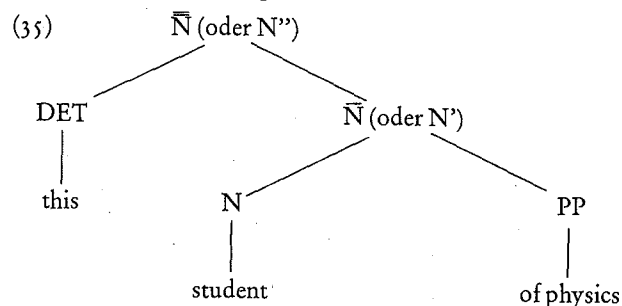 (35) N̿ (oder N’’)
DET
N̄ (oder N’)
this
N
PP
student
of physics